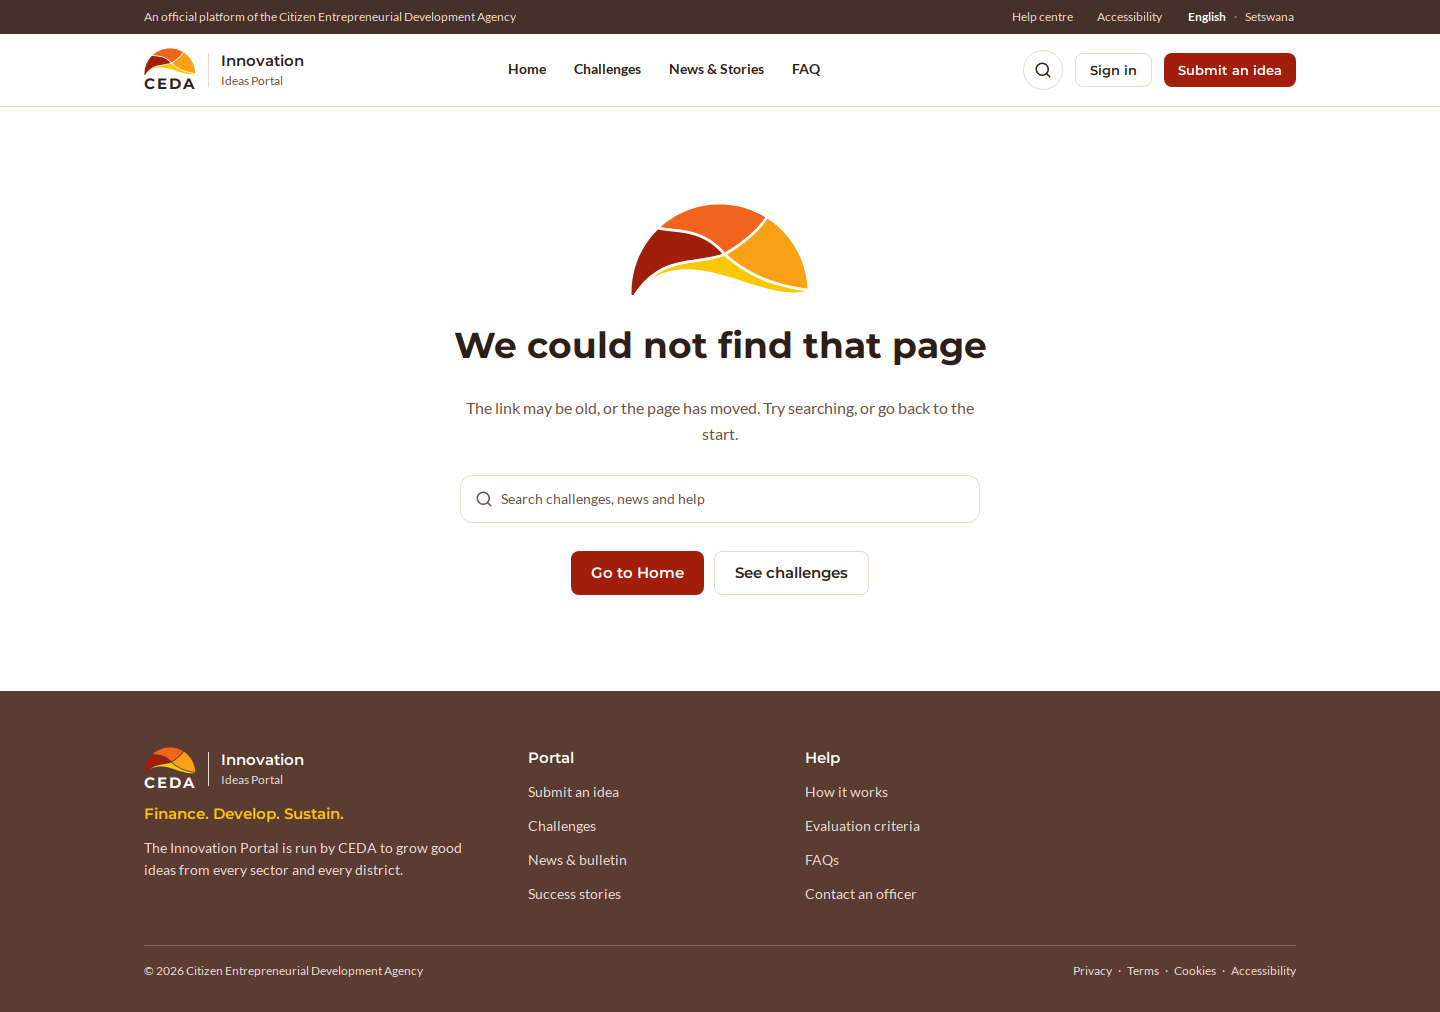 An official platform of the Citizen Entrepreneurial Development Agency
Help centre
Accessibility
English · Setswana
CEDA
Innovation
Ideas Portal
Home
Challenges
News & Stories
FAQ
Sign in
Submit an idea
We could not find that page
The link may be old, or the page has moved. Try searching, or go back to the
start.
Search challenges, news and help
Go to Home
See challenges
CEDA
Innovation
Ideas Portal
Finance. Develop. Sustain.
The Innovation Portal is run by CEDA to grow good
ideas from every sector and every district.
Portal
Submit an idea
Challenges
News & bulletin
Success stories
Help
How it works
Evaluation criteria
FAQs
Contact an officer
© 2026 Citizen Entrepreneurial Development Agency
Privacy · Terms · Cookies · Accessibility